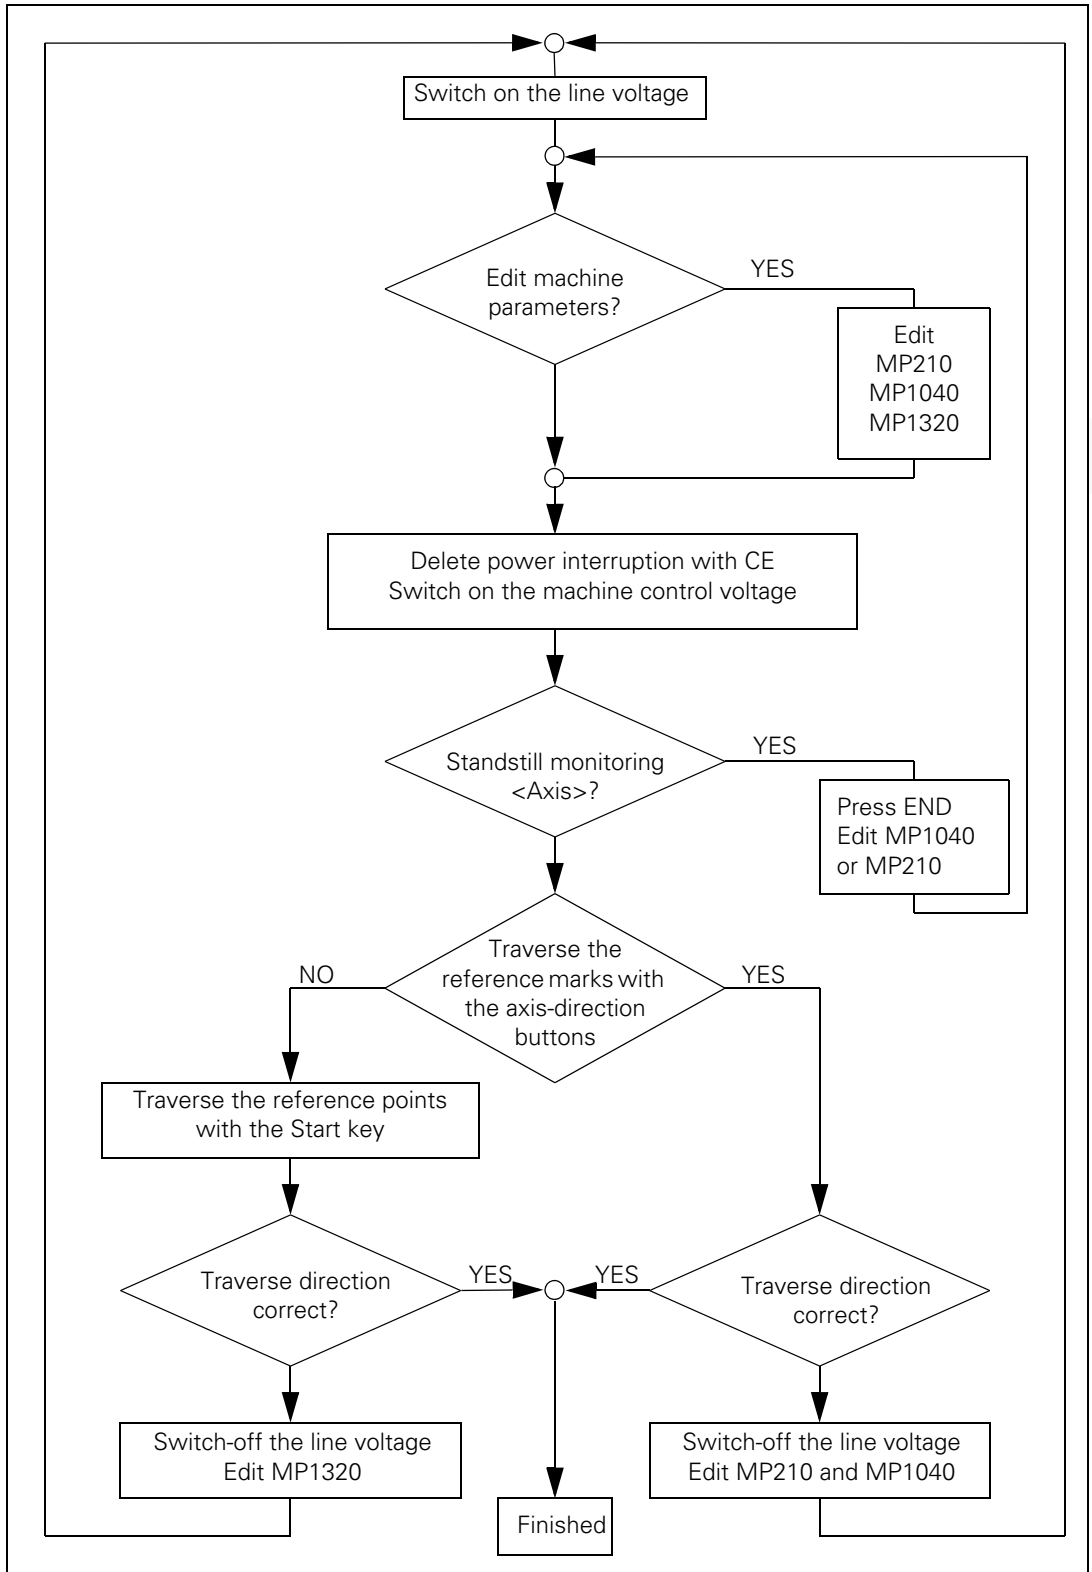 Switch on the line voltage
Edit machine
parameters?
YES
Edit
MP210
MP1040
MP1320
Delete power interruption with CE
Switch on the machine control voltage
Standstill monitoring
<Axis>?
YES
Press END
Edit MP1040
or MP210
Traverse the
reference marks with
the axis-direction
buttons
NO
YES
Traverse the reference points
with the Start key
Traverse direction
correct?
YES
YES
Traverse direction
correct?
Switch-off the line voltage
Edit MP1320
Switch-off the line voltage
Edit MP210 and MP1040
Finished